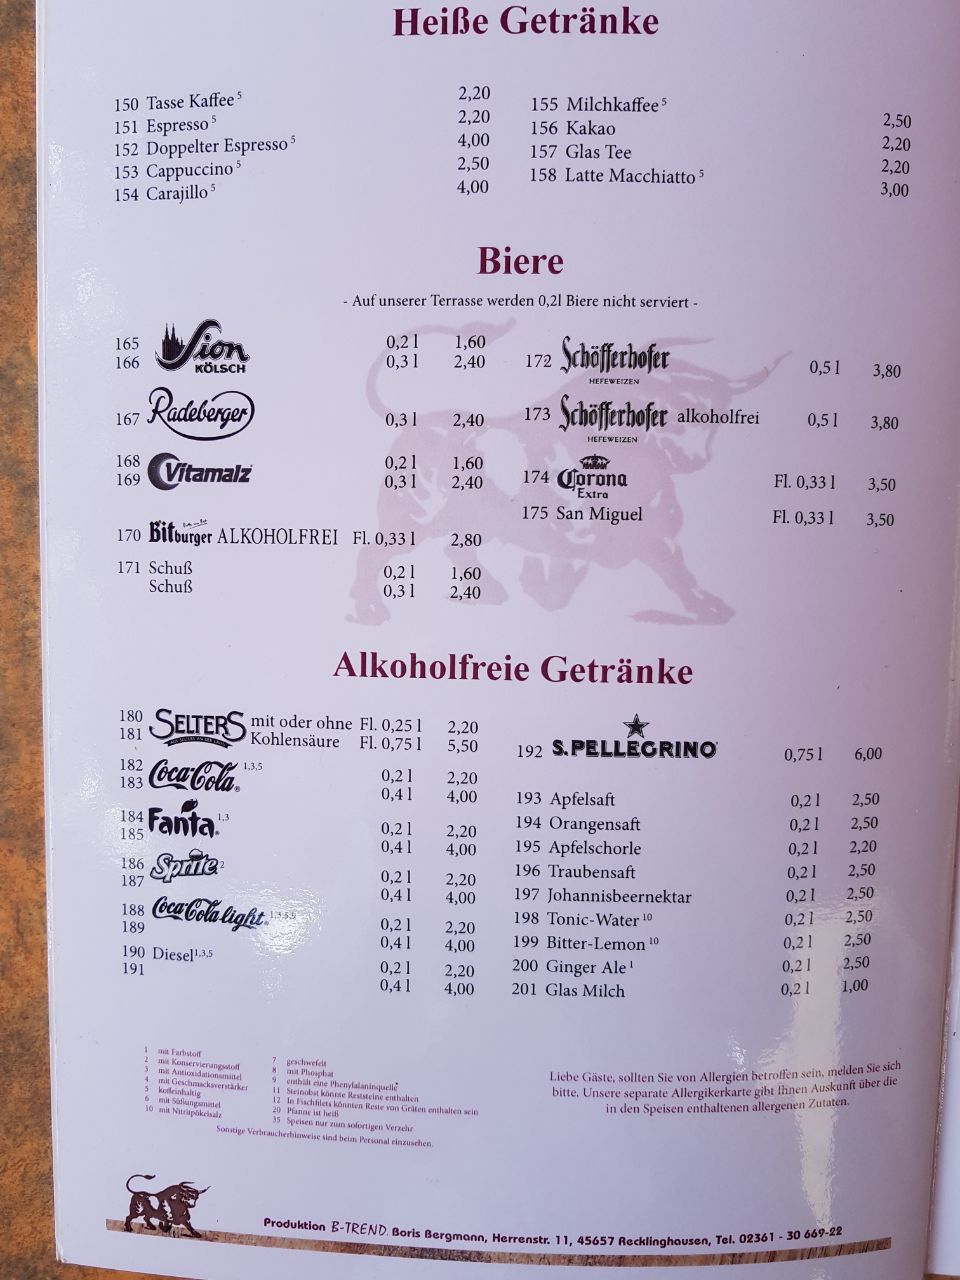 Heiße Getränke
150 Tasse Kaffee 5 2,20
151 Espresso 5 2,20
152 Doppelter Espresso 5 4,00
153 Cappuccino 5 2,50
154 Carajillo 5 4,00
155 Milchkaffee 5 2,50
156 Kakao 2,20
157 Glas Tee 2,20
158 Latte Macchiatto 5 3,00
Biere
- Auf unserer Terrasse werden 0,2l Biere nicht serviert -
165 Sion 0,2 l 1,60
166 KÖLSCH 0,3 l 2,40
167 Radeberger 0,3 l 2,40
168 Vitamalz 0,2 l 1,60
169 0,3 l 2,40
170 Bitburger ALKOHOLFREI Fl. 0,33 l 2,80
171 Schuß 0,2 l 1,60
Schuß 0,3 l 2,40
172 Schöfferhofer 0,5 l 3,80
HEFEWEIZEN
173 Schöfferhofer alkoholfrei 0,5 l 3,80
HEFEWEIZEN
174 Corona Fl. 0,33 l 3,50
Extra
175 San Miguel Fl. 0,33 l 3,50
Alkoholfreie Getränke
180 SELTERS mit oder ohne Fl. 0,25 l 2,20
181 Kohlensäure Fl. 0,75 l 5,50
182 Coca-Cola 1,3,5 0,2 l 2,20
183 0,4 l 4,00
184 Fanta 1,3 0,2 l 2,20
185 0,4 l 4,00
186 Sprite 2 0,2 l 2,20
187 0,4 l 4,00
188 Coca-Cola light 0,2 l 2,20
189 0,4 l 4,00
190 Diesel 1,3,5 0,2 l 2,20
191 0,4 l 4,00
192 S.PELLEGRINO 0,75 l 6,00
193 Apfelsaft 0,2 l 2,50
194 Orangensaft 0,2 l 2,50
195 Apfelschorle 0,2 l 2,20
196 Traubensaft 0,2 l 2,50
197 Johannisbeernektar 0,2 l 2,50
198 Tonic-Water 10 0,2 l 2,50
199 Bitter-Lemon 10 0,2 l 2,50
200 Ginger Ale 1 0,2 l 2,50
201 Glas Milch 0,2 l 1,00
1 mit Farbstoff
2 mit Konservierungsstoff
3 mit Antioxidationsmittel
4 mit Geschmacksverstärker
5 koffeinhaltig
6 mit Süßungsmittel
10 mit Nitritpökelsalz
7 geschwefelt
8 mit Phosphat
9 enthält eine Phenylalaninquelle
11 Steinobst könnte Reststeine enthalten
12 In Fischfilets könnten Reste von Gräten enthalten sein
20 Pfanne ist heiß
35 Speisen nur zum sofortigen Verzehr
Sonstige Verbraucherhinweise sind beim Personal einzusehen.
Liebe Gäste, sollten Sie von Allergien betroffen sein, melden Sie sich
bitte. Unsere separate Allergikerkarte gibt Ihnen Auskunft über die
in den Speisen enthaltenen allergenen Zutaten.
Produktion B-TREND. Boris Bergmann, Herrenstr. 11, 45657 Recklinghausen, Tel. 02361 - 30 669-22